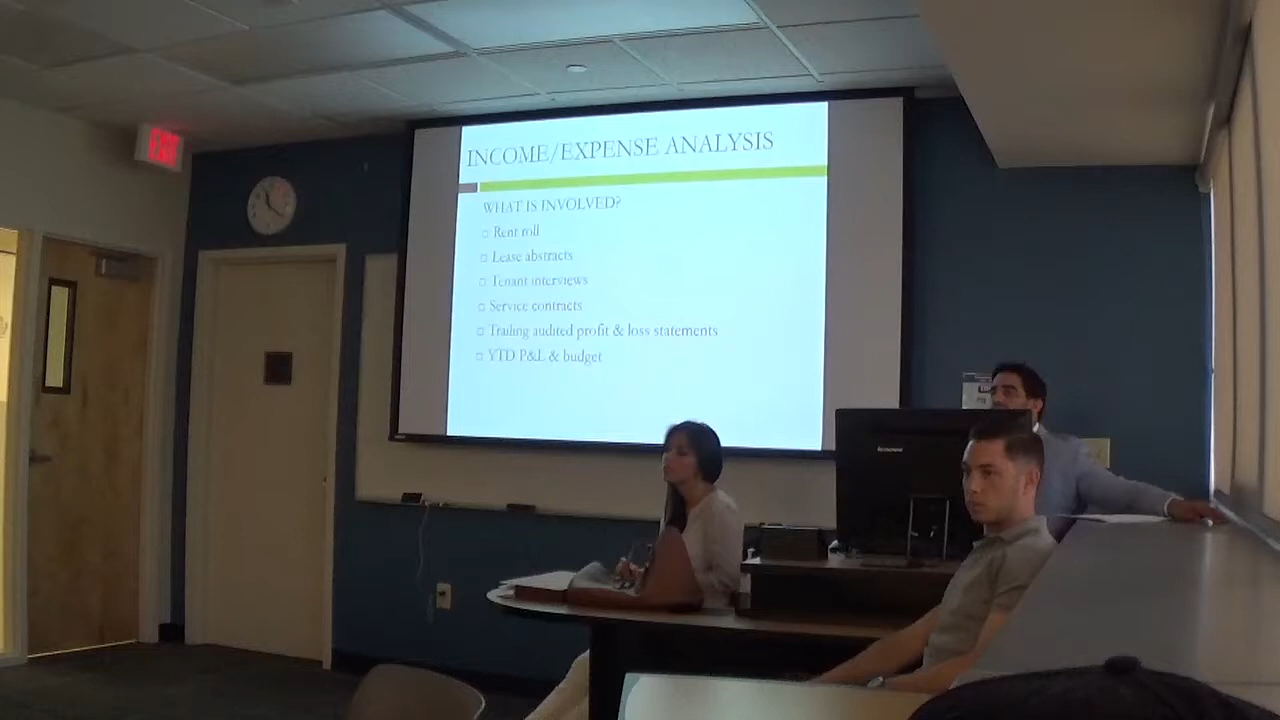 EXIT
INCOME/EXPENSE ANALYSIS
WHAT IS INVOLVED?
Rent roll
Lease abstracts
Tenant interviews
Service contracts
Trailing audited profit & loss statements
YTD P&L & budget
lenovo